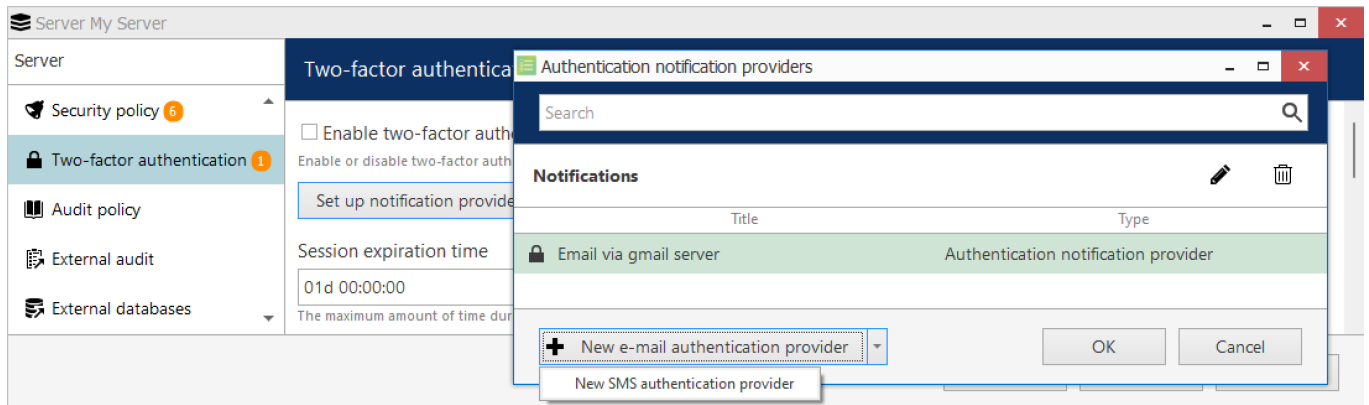 Server My Server
Server
Security policy 6
Two-factor authentication 1
Audit policy
External audit
External databases
Two-factor authentica
Enable two-factor auth
Enable or disable two-factor auth
Set up notification provide
Session expiration time
01d 00:00:00
The maximum amount of time dur
Authentication notification providers
Search
Notifications
Title Type
Email via gmail server Authentication notification provider
New e-mail authentication provider
OK Cancel
New SMS authentication provider